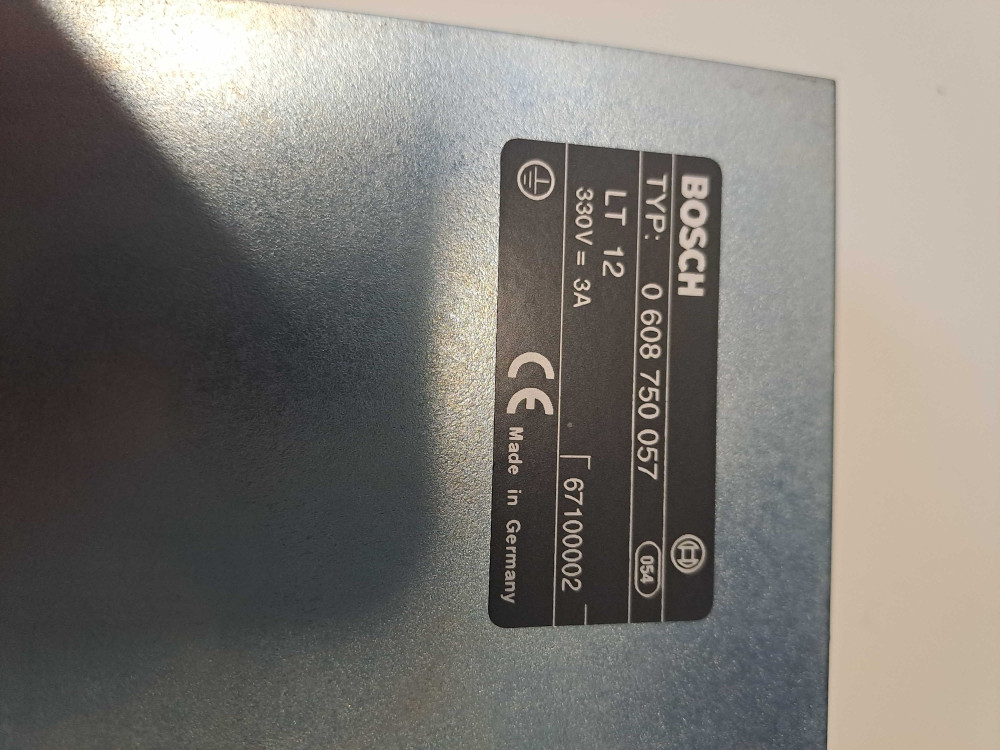 BOSCH
TYP: 0 608 750 057 054
LT 12
330V = 3A
67100002
CE Made in Germany